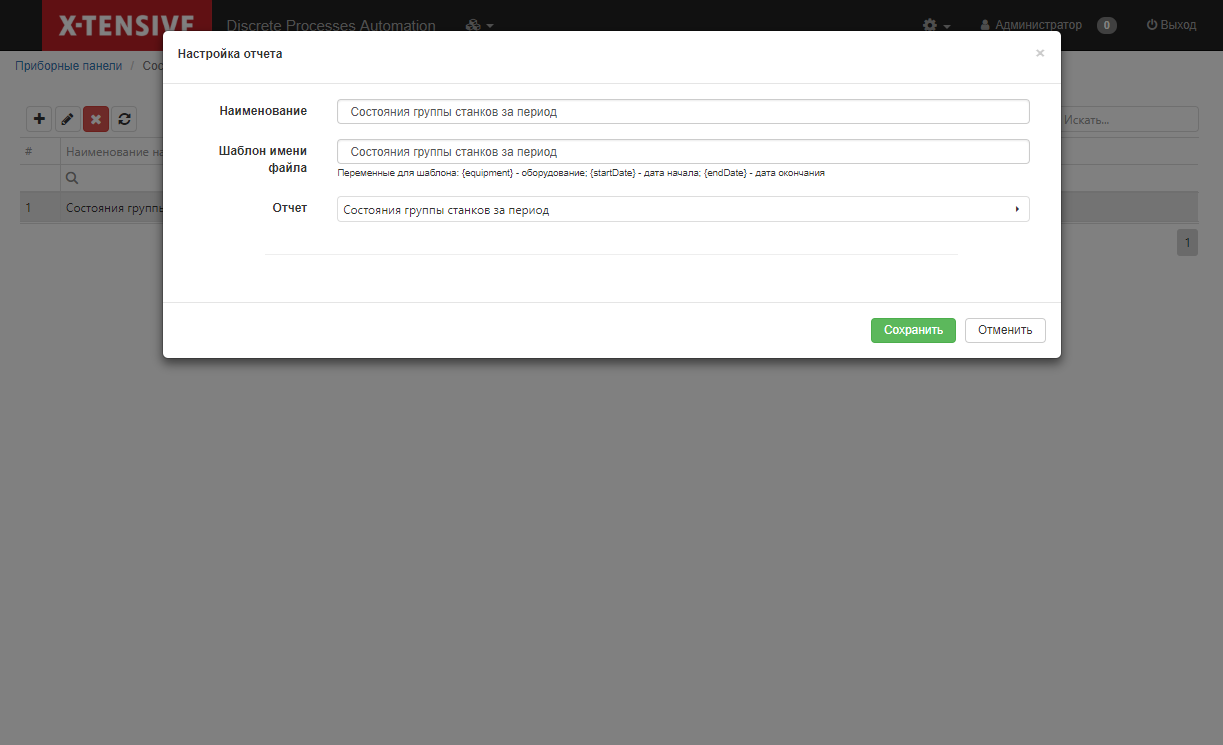 X-TENSIVE
Discrete Processes Automation
Администратор
0
Выход
Приборные панели / Сос
Настройка отчета
×
Наименование
Состояния группы станков за период
Шаблон имени файла
Состояния группы станков за период
Переменные для шаблона: {equipment} - оборудование; {startDate} - дата начала; {endDate} - дата окончания
Отчет
Состояния группы станков за период
Сохранить
Отменить
Искать...
#
Наименование на
1
Состояния группы
1